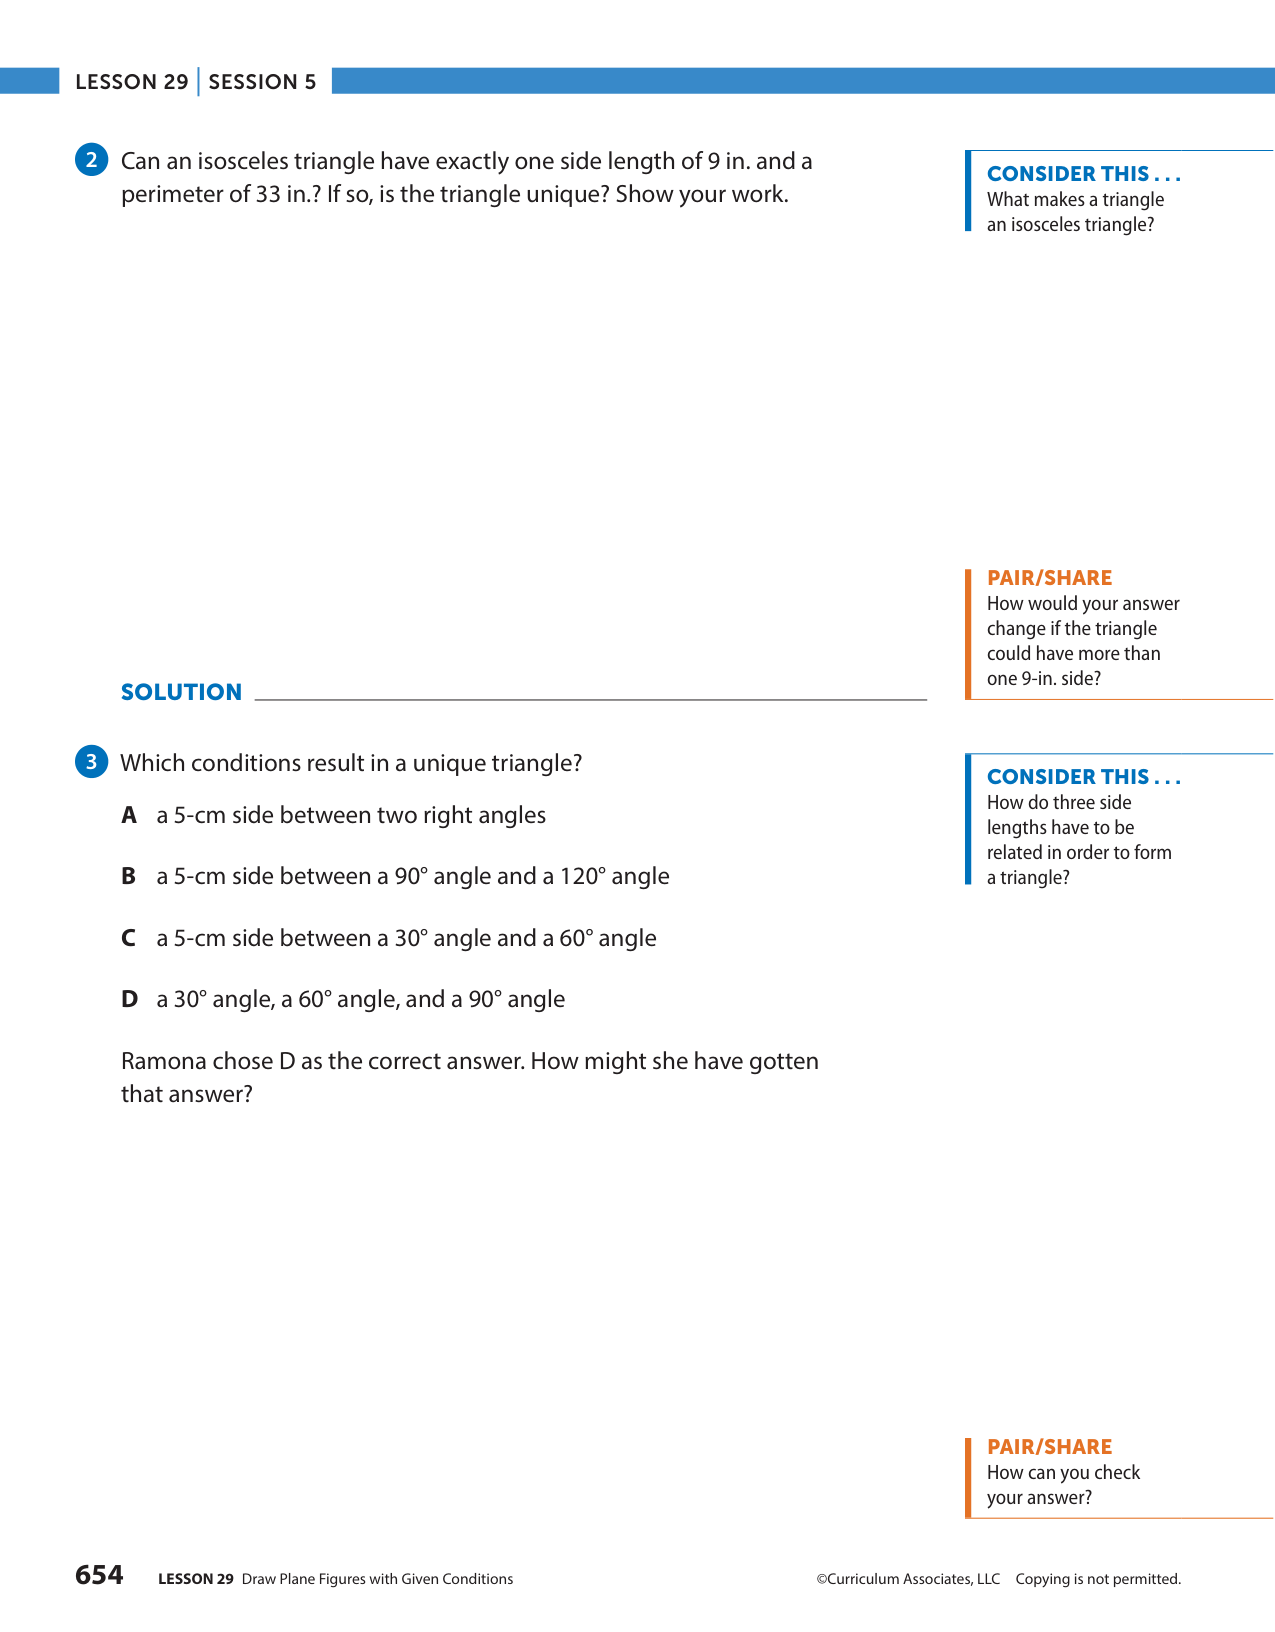 LESSON 29 | SESSION 5
2 Can an isosceles triangle have exactly one side length of 9 in. and a
perimeter of 33 in.? If so, is the triangle unique? Show your work.
CONSIDER THIS . . .
What makes a triangle
an isosceles triangle?
PAIR/SHARE
How would your answer
change if the triangle
could have more than
one 9-in. side?
SOLUTION
3 Which conditions result in a unique triangle?
A a 5-cm side between two right angles
B a 5-cm side between a 90° angle and a 120° angle
C a 5-cm side between a 30° angle and a 60° angle
D a 30° angle, a 60° angle, and a 90° angle
Ramona chose D as the correct answer. How might she have gotten
that answer?
CONSIDER THIS . . .
How do three side
lengths have to be
related in order to form
a triangle?
PAIR/SHARE
How can you check
your answer?
654 LESSON 29 Draw Plane Figures with Given Conditions
©Curriculum Associates, LLC Copying is not permitted.